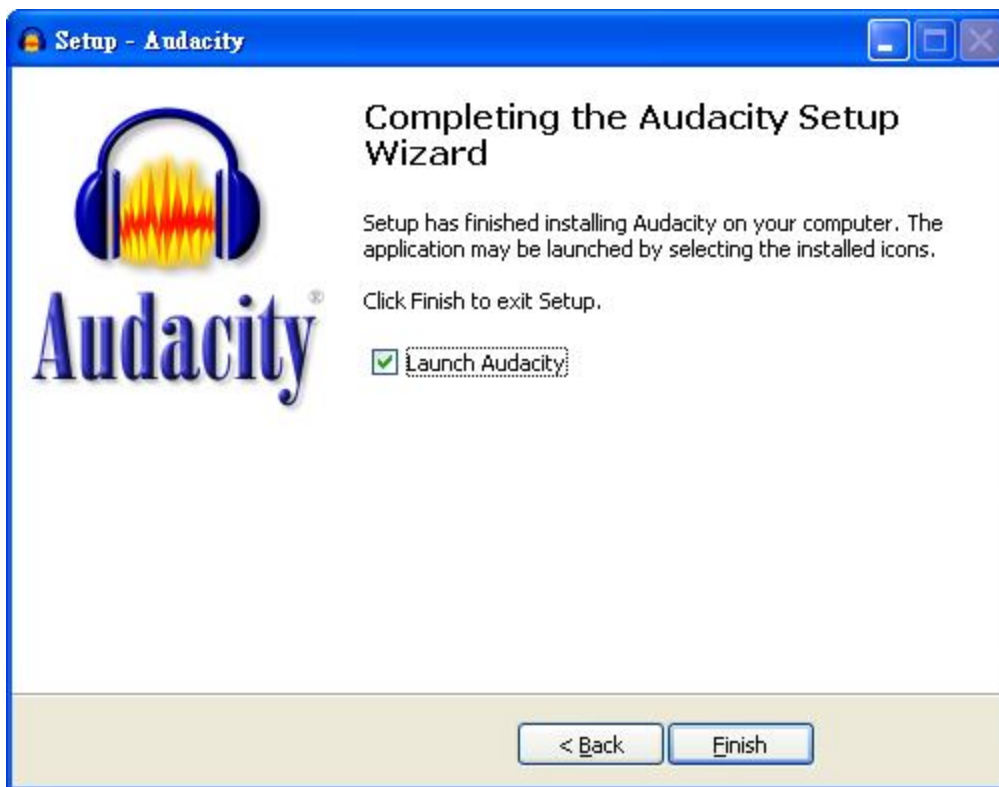 Setup - Audacity
Completing the Audacity Setup
Wizard
Setup has finished installing Audacity on your computer. The
application may be launched by selecting the installed icons.
Click Finish to exit Setup.
Launch Audacity
Audacity®
< Back
Finish